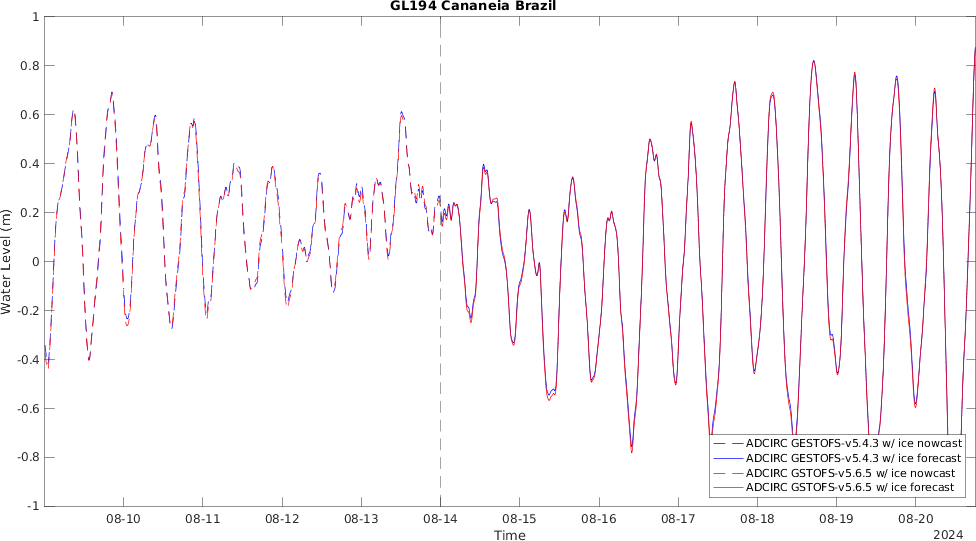 GL194 Cananeia Brazil
1
0.8
0.6
0.4
0.2
0
-0.2
-0.4
-0.6
-0.8
-1
Water Level (m)
ADCIRC GESTOFS-v5.4.3 w/ ice nowcast
ADCIRC GESTOFS-v5.4.3 w/ ice forecast
ADCIRC GSTOFS-v5.6.5 w/ ice nowcast
ADCIRC GSTOFS-v5.6.5 w/ ice forecast
08-10 08-11 08-12 08-13 08-14 08-15 08-16 08-17 08-18 08-19 08-20
Time
2024